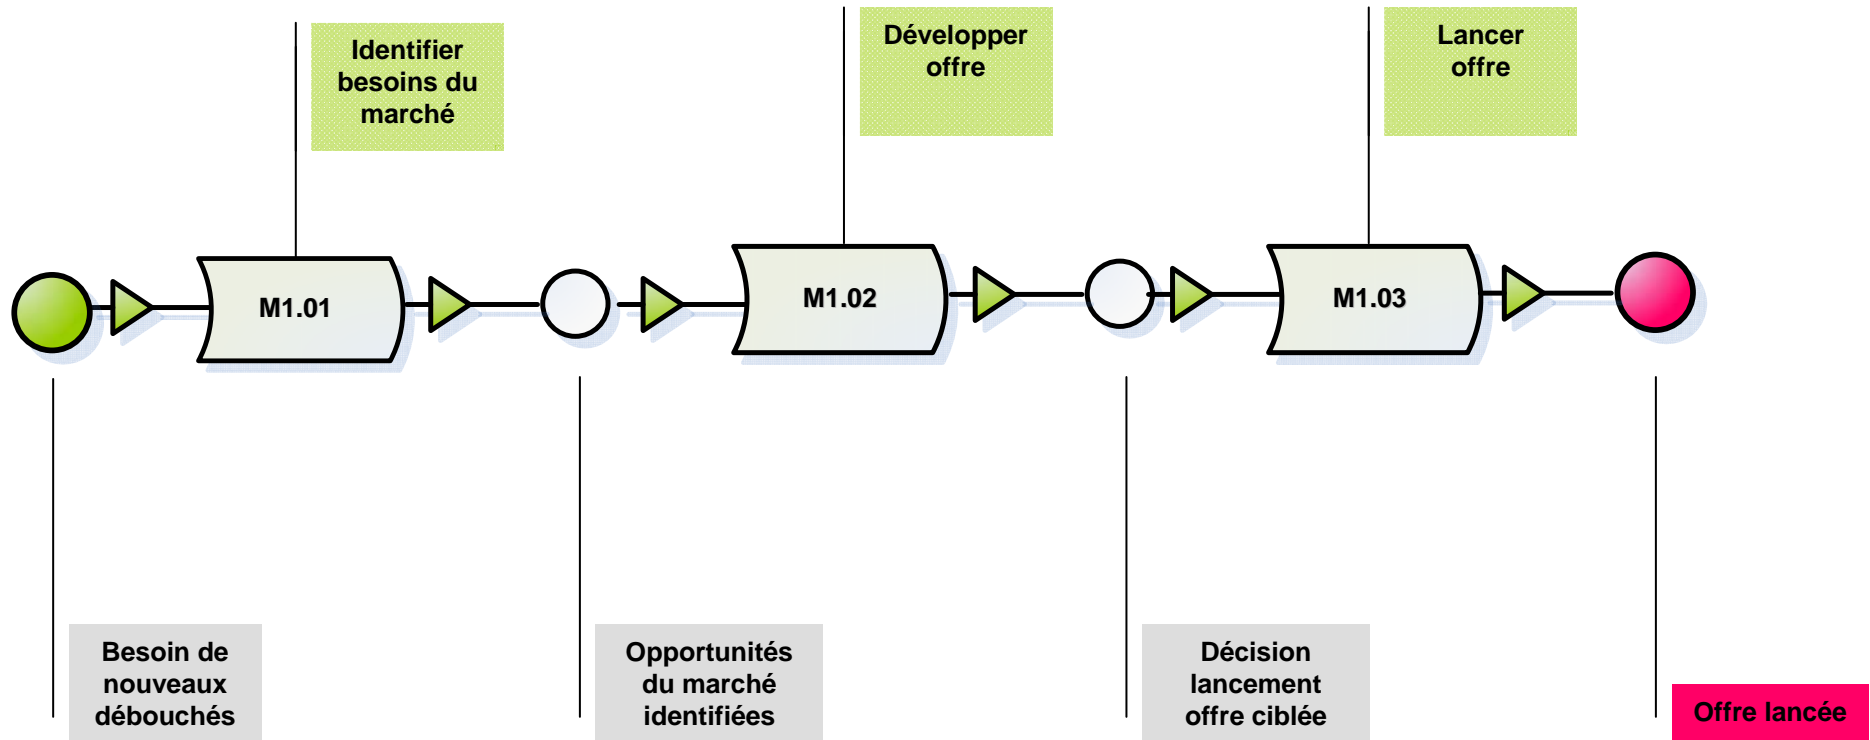 Identifier
besoins du
marché
Développer
offre
Lancer
offre
M1.01
M1.02
M1.03
Besoin de
nouveaux
débouchés
Opportunités
du marché
identifiées
Décision
lancement
offre ciblée
Offre lancée